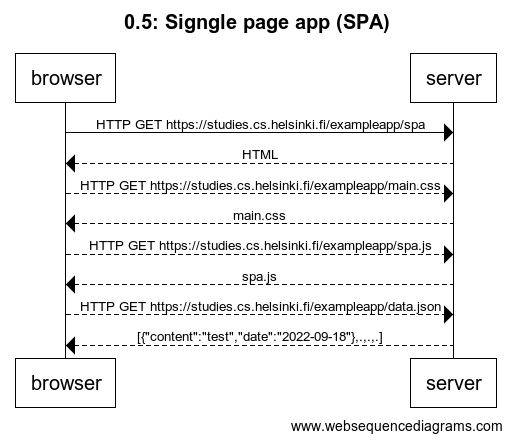 0.5: Signgle page app (SPA)
browser server
HTTP GET https://studies.cs.helsinki.fi/exampleapp/spa
HTML
HTTP GET https://studies.cs.helsinki.fi/exampleapp/main.css
main.css
HTTP GET https://studies.cs.helsinki.fi/exampleapp/spa.js
spa.js
HTTP GET https://studies.cs.helsinki.fi/exampleapp/data.json
[{"content":"test","date":"2022-09-18"},.,.,.]
browser server
www.websequencediagrams.com